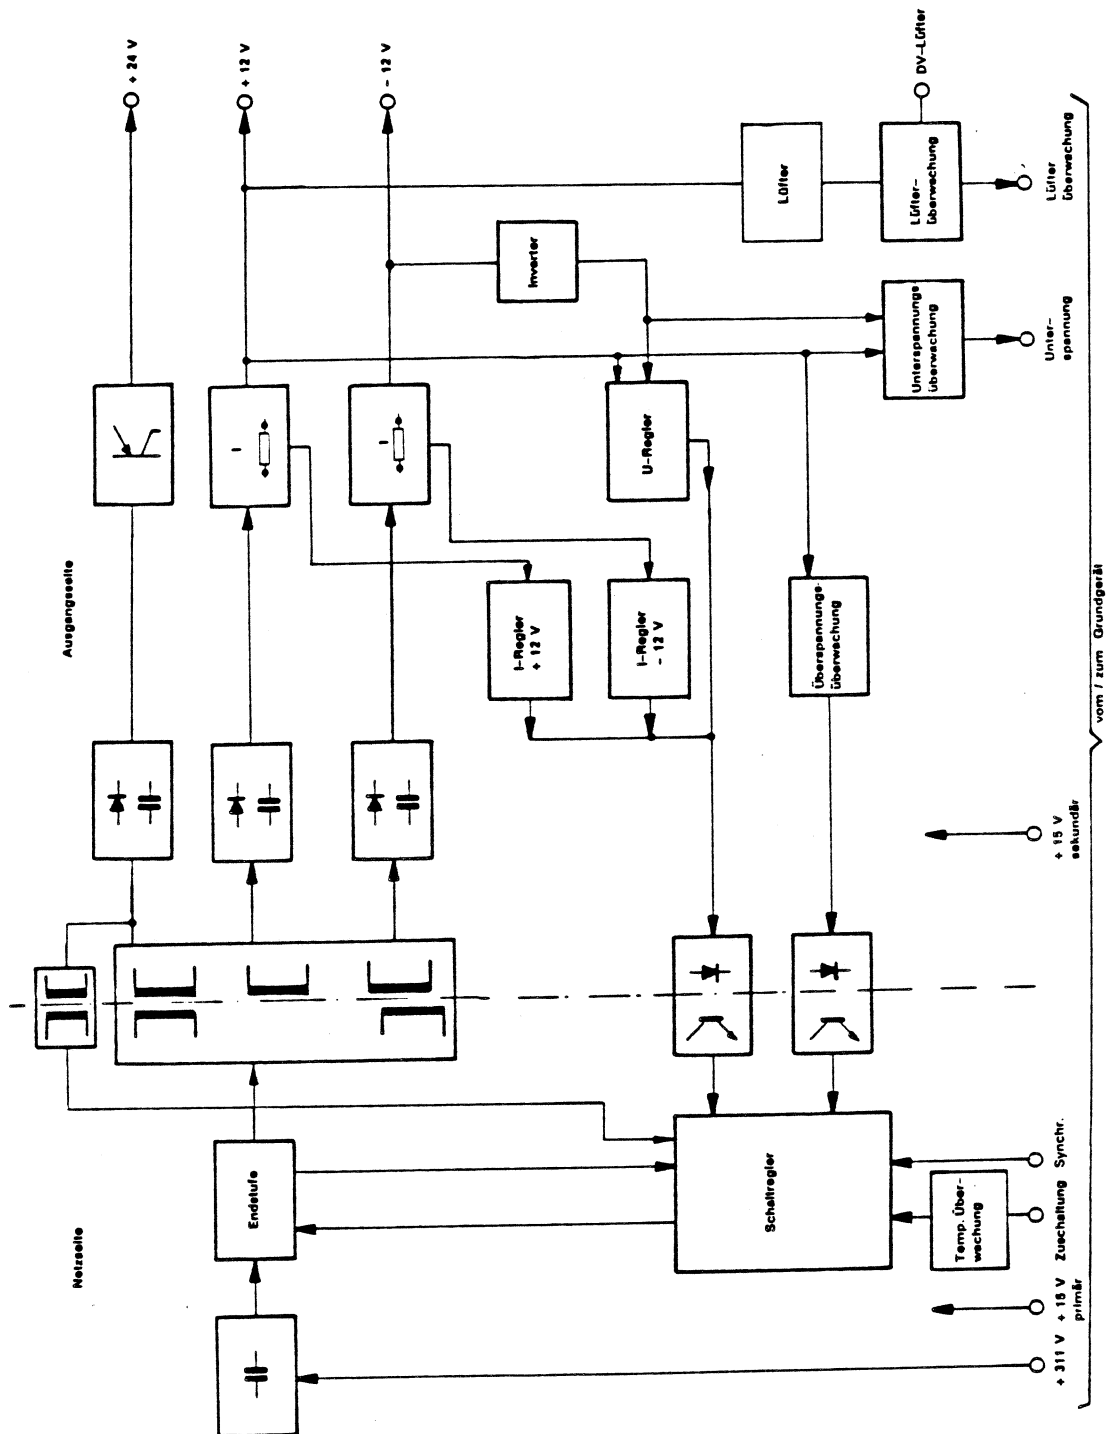 Netzseite
Ausgangsseite
+ 24 V
+ 12 V
- 12 V
Endstufe
I-Regler
+ 12 V
I-Regler
- 12 V
U-Regler
Inverter
Lüfter
Lüfter-
überwachung
DV-Lüfter
Unterspannungs-
überwachung
Überspannungs-
überwachung
Schaltregler
Temp. Über-
wachung
I
I
+ 311 V
+ 15 V
primär
Zuschaltung
Synchr.
+ 15 V
sekundär
Unter-
spannung
Lüfter
überwachung
vom / zum Grundgerät